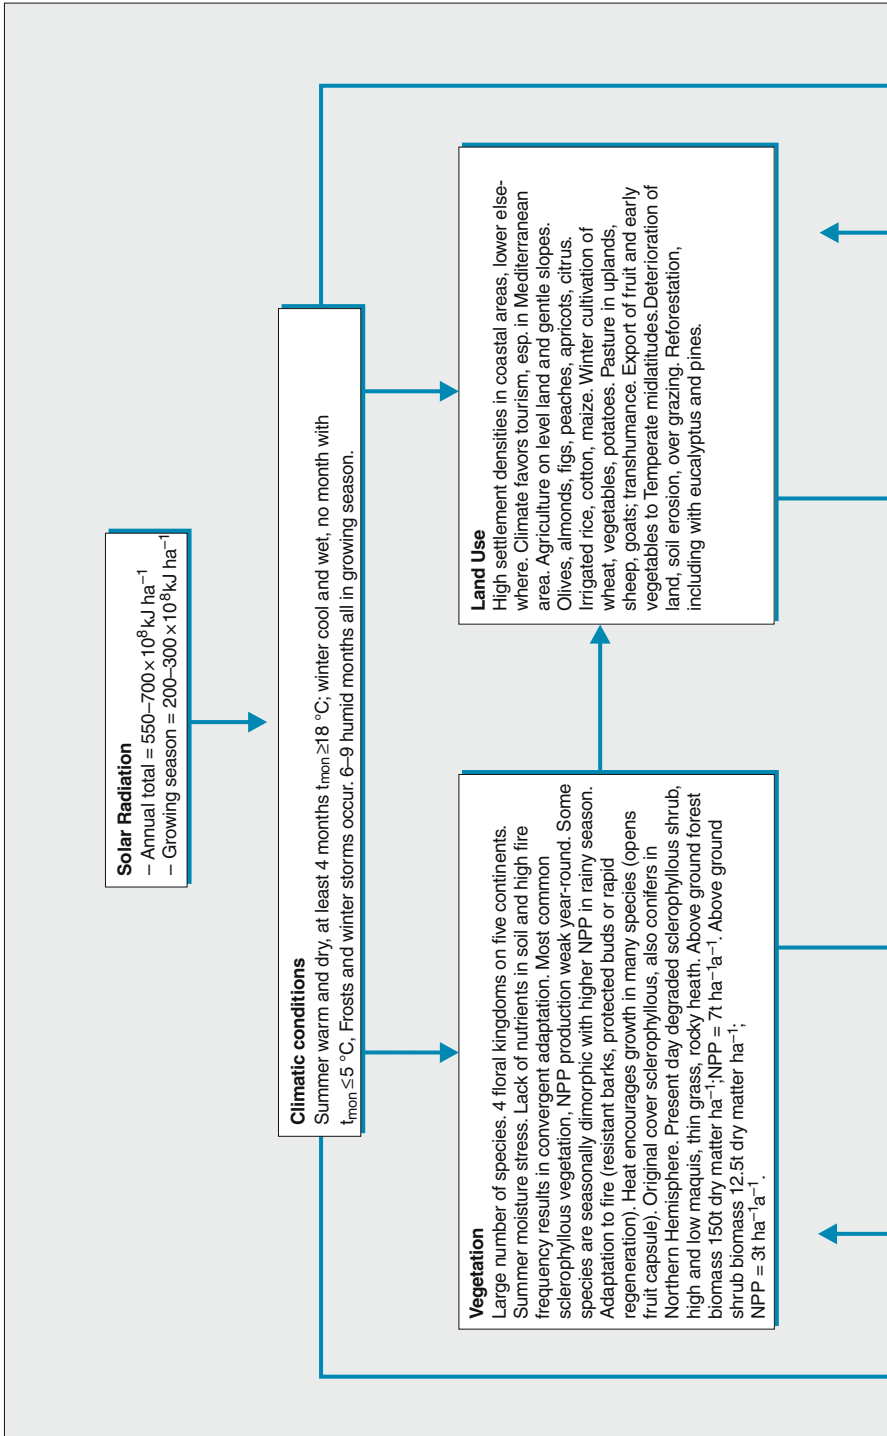 Solar Radiation
– Annual total = 550–700×10⁸kJ ha⁻¹
– Growing season = 200–300×10⁸kJ ha⁻¹
Climatic conditions
Summer warm and dry, at least 4 months tₘₒₙ ≥18 °C; winter cool and wet, no month with
tₘₒₙ ≤5 °C, Frosts and winter storms occur. 6–9 humid months all in growing season.
Vegetation
Large number of species. 4 floral kingdoms on five continents.
Summer moisture stress. Lack of nutrients in soil and high fire
frequency results in convergent adaptation. Most common
sclerophyllous vegetation, NPP production weak year-round. Some
species are seasonally dimorphic with higher NPP in rainy season.
Adaptation to fire (resistant barks, protected buds or rapid
regeneration). Heat encourages growth in many species (opens
fruit capsule). Original cover sclerophyllous, also conifers in
Northern Hemisphere. Present day degraded sclerophyllous shrub,
high and low maquis, thin grass, rocky heath. Above ground forest
biomass 150t dry matter ha⁻¹;NPP = 7t ha⁻¹a⁻¹. Above ground
shrub biomass 12.5t dry matter ha⁻¹;
NPP = 3t ha⁻¹a⁻¹.
Land Use
High settlement densities in coastal areas, lower else-
where. Climate favors tourism, esp. in Mediterranean
area. Agriculture on level land and gentle slopes.
Olives, almonds, figs, peaches, apricots, citrus.
Irrigated rice, cotton, maize. Winter cultivation of
wheat, vegetables, potatoes. Pasture in uplands,
sheep, goats; transhumance. Export of fruit and early
vegetables to Temperate midlatitudes.Deterioration of
land, soil erosion, over grazing. Reforestation,
including with eucalyptus and pines.